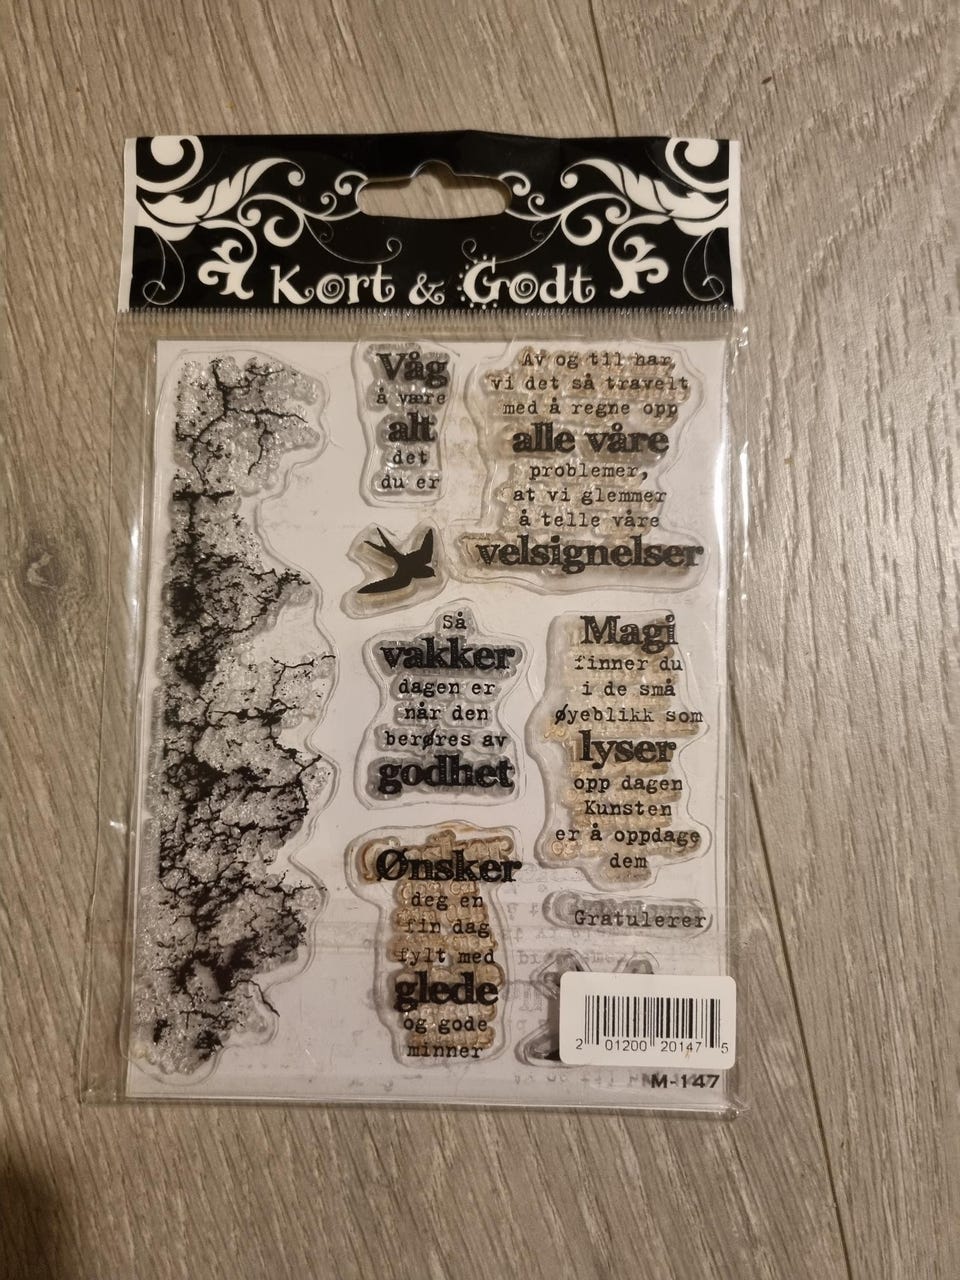 Kort & Godt
Våg
å være
alt
det
du er
Av og til har
vi det så travelt
med å regne opp
alle våre
problemer,
at vi glemmer
å telle våre
velsignelser
Så
vakker
dagen er
når den
berøres av
godhet
Magi
finner du
i de små
øyeblikk som
lyser
opp dagen
Kunsten
er å oppdage
dem
Ønsker
deg en
fin dag
fylt med
glede
og gode
minner
Gratulerer
2 01200 20147 5
M-147